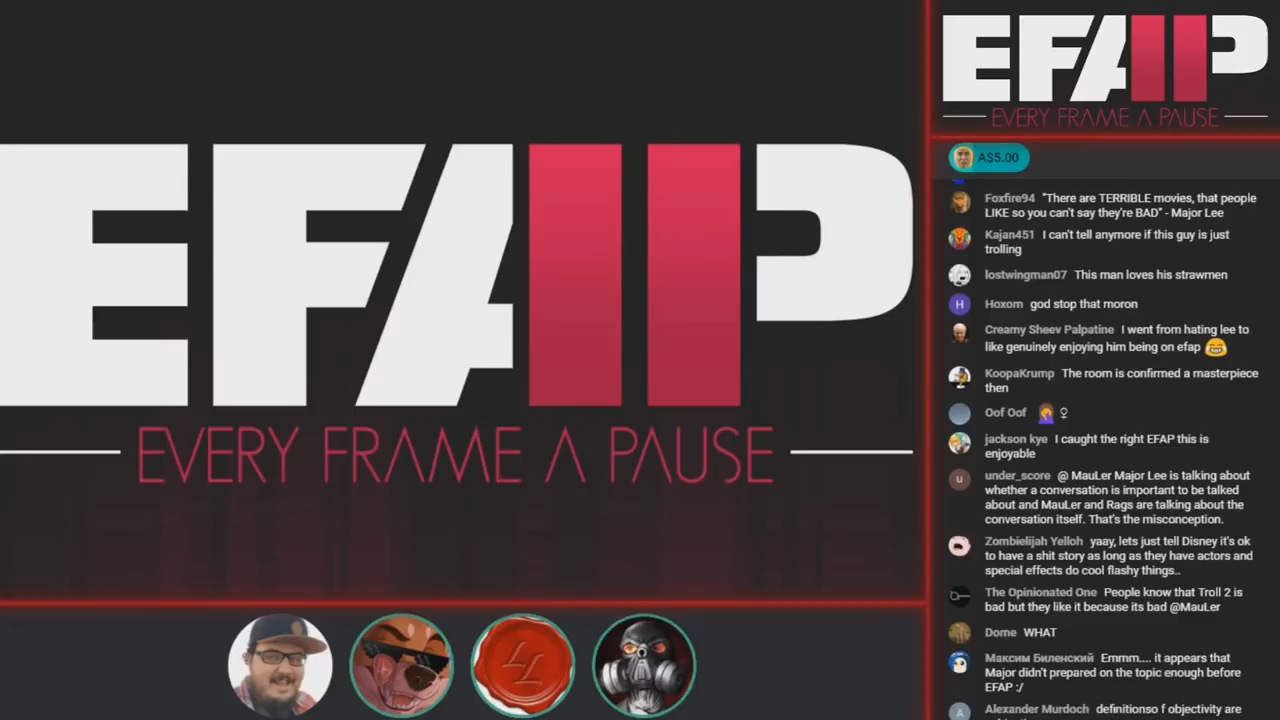 EFAP
EVERY FRAME A PAUSE
EFAP
EVERY FRAME A PAUSE
A$5.00
Foxfire94 "There are TERRIBLE movies, that people
LIKE so you can't say they're BAD" - Major Lee
Kajan451 I can't tell anymore if this guy is just
trolling
lostwingman07 This man loves his strawmen
H Hoxom god stop that moron
Creamy Sheev Palpatine I went from hating lee to
like genuinely enjoying him being on efap 😂
KoopaKrump The room is confirmed a masterpiece
then
Oof Oof 🤦♀
jackson kye I caught the right EFAP this is
enjoyable
u under_score @ MauLer Major Lee is talking about
whether a conversation is important to be talked
about and MauLer and Rags are talking about the
conversation itself. That's the misconception.
Zombielijah Yelloh yaay, lets just tell Disney it's ok
to have a shit story as long as they have actors and
special effects do cool flashy things..
The Opinionated One People know that Troll 2 is
bad but they like it because its bad @MauLer
Dome WHAT
Максим Биленский Emmm.... it appears that
Major didn't prepared on the topic enough before
EFAP :/
A Alexander Murdoch definitionso f objectivity are
LL